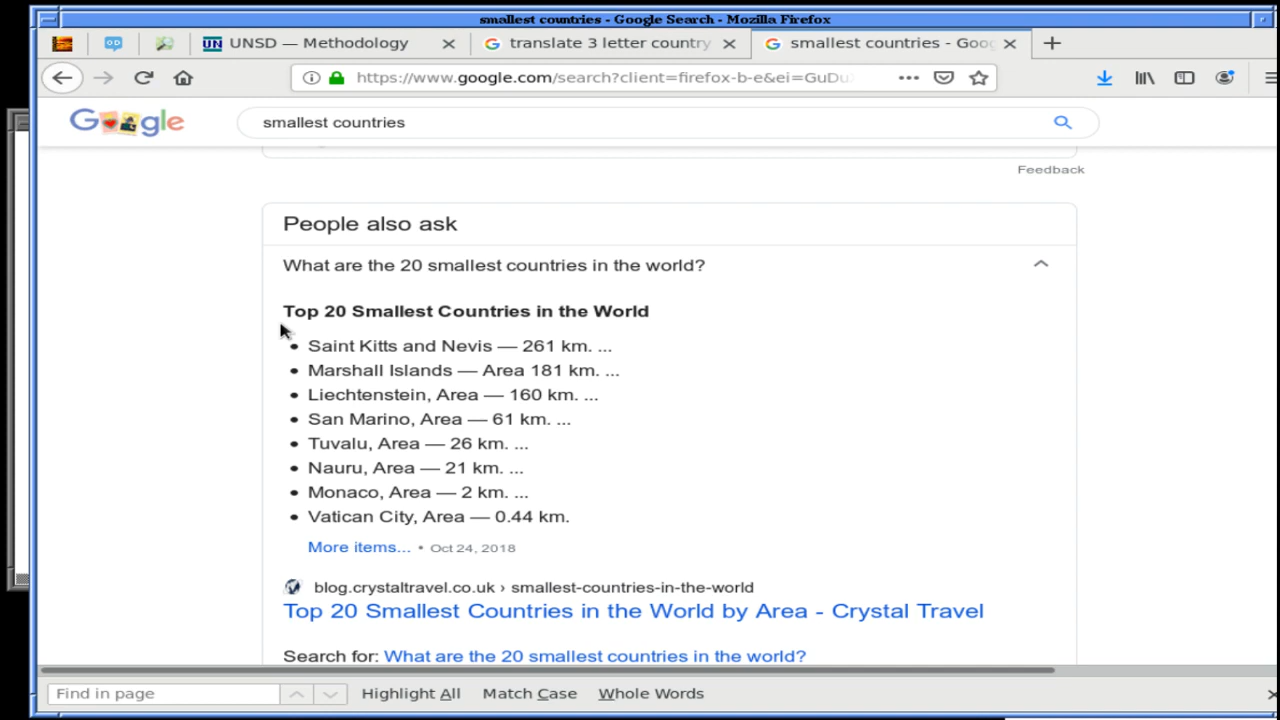 smallest countries - Google Search - Mozilla Firefox
UN UNSD — Methodology
translate 3 letter country
smallest countries - Goo
https://www.google.com/search?client=firefox-b-e&ei=GuDu
Google
smallest countries
Feedback
People also ask
What are the 20 smallest countries in the world?
Top 20 Smallest Countries in the World
• Saint Kitts and Nevis — 261 km. ...
• Marshall Islands — Area 181 km. ...
• Liechtenstein, Area — 160 km. ...
• San Marino, Area — 61 km. ...
• Tuvalu, Area — 26 km. ...
• Nauru, Area — 21 km. ...
• Monaco, Area — 2 km. ...
• Vatican City, Area — 0.44 km.
More items... • Oct 24, 2018
blog.crystaltravel.co.uk › smallest-countries-in-the-world
Top 20 Smallest Countries in the World by Area - Crystal Travel
Search for: What are the 20 smallest countries in the world?
Find in page
Highlight All
Match Case
Whole Words